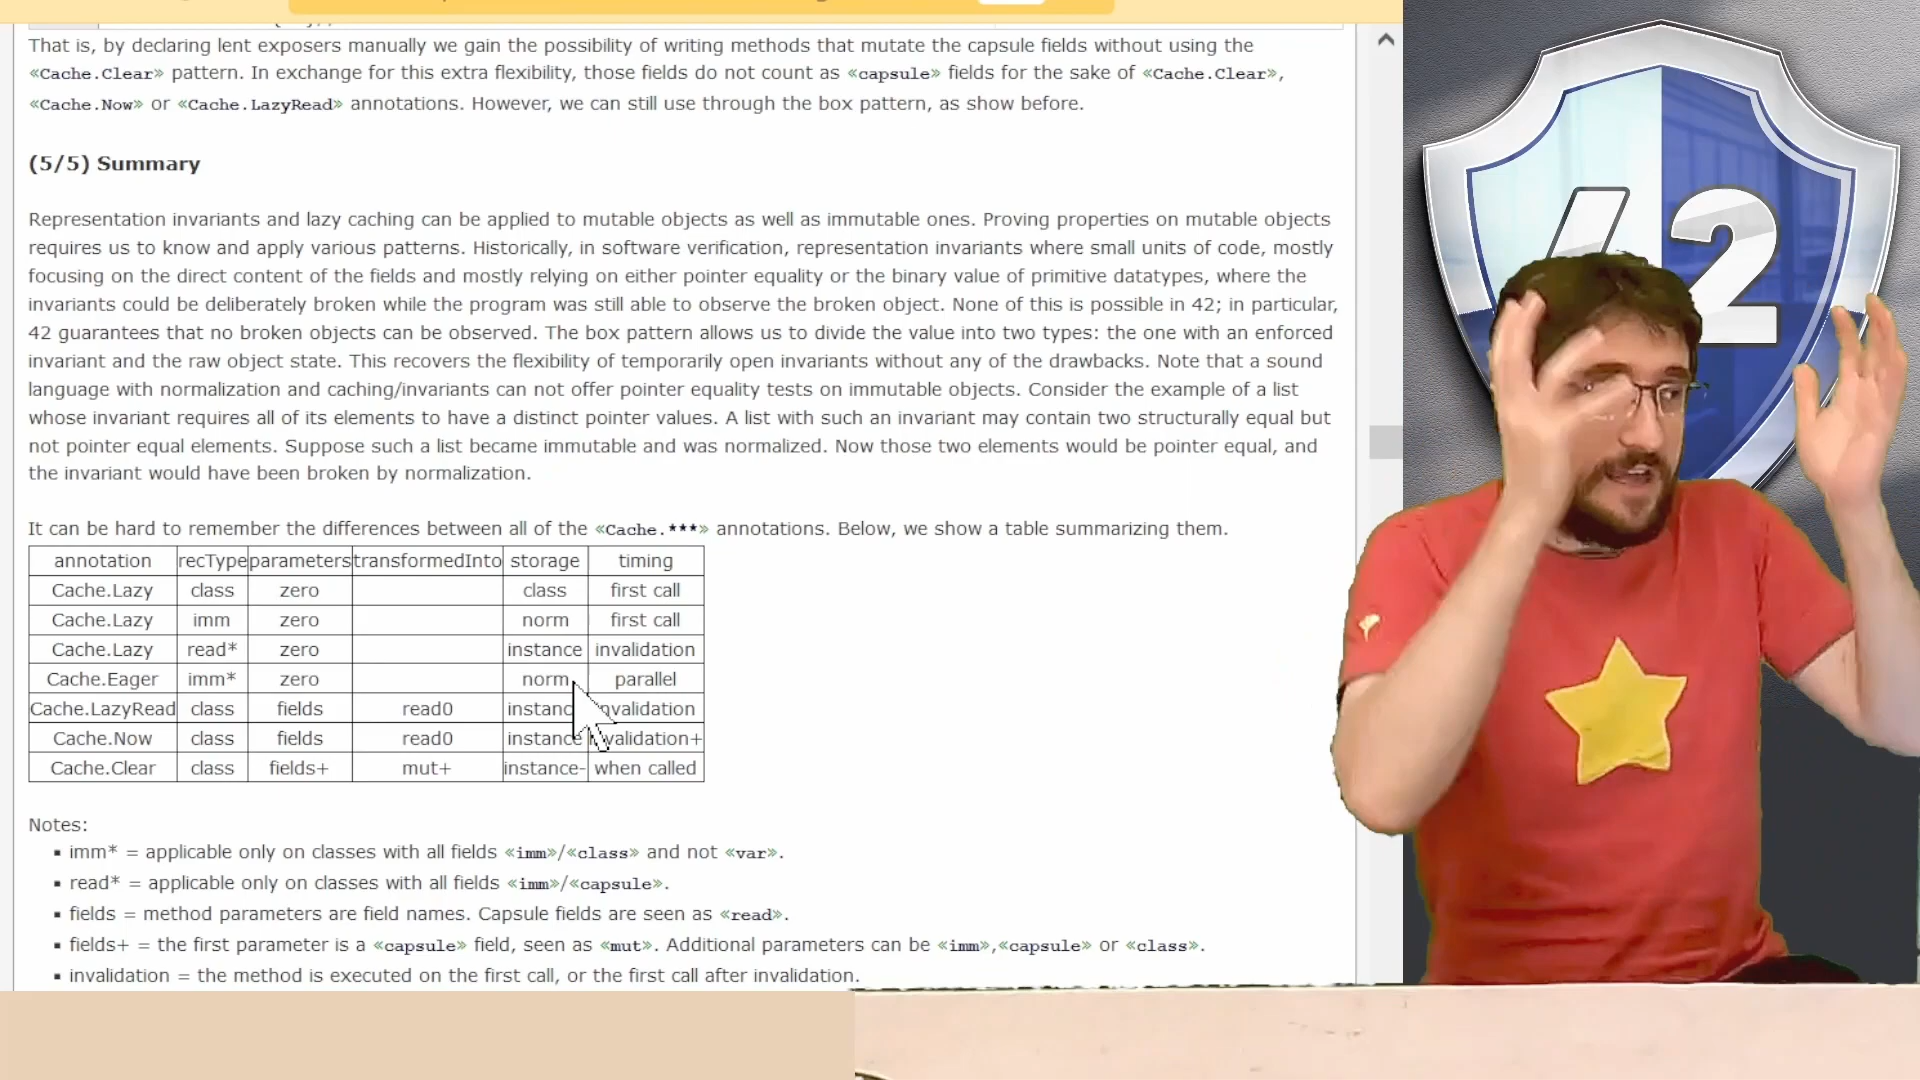 That is, by declaring lent exposers manually we gain the possibility of writing methods that mutate the capsule fields without using the
«Cache.Clear» pattern. In exchange for this extra flexibility, those fields do not count as «capsule» fields for the sake of «Cache.Clear»,
«Cache.Now» or «Cache.LazyRead» annotations. However, we can still use through the box pattern, as show before.
(5/5) Summary
Representation invariants and lazy caching can be applied to mutable objects as well as immutable ones. Proving properties on mutable objects
requires us to know and apply various patterns. Historically, in software verification, representation invariants where small units of code, mostly
focusing on the direct content of the fields and mostly relying on either pointer equality or the binary value of primitive datatypes, where the
invariants could be deliberately broken while the program was still able to observe the broken object. None of this is possible in 42; in particular,
42 guarantees that no broken objects can be observed. The box pattern allows us to divide the value into two types: the one with an enforced
invariant and the raw object state. This recovers the flexibility of temporarily open invariants without any of the drawbacks. Note that a sound
language with normalization and caching/invariants can not offer pointer equality tests on immutable objects. Consider the example of a list
whose invariant requires all of its elements to have a distinct pointer values. A list with such an invariant may contain two structurally equal but
not pointer equal elements. Suppose such a list became immutable and was normalized. Now those two elements would be pointer equal, and
the invariant would have been broken by normalization.
It can be hard to remember the differences between all of the «Cache.***» annotations. Below, we show a table summarizing them.
annotation recType parameters transformedInto storage timing
Cache.Lazy class zero class first call
Cache.Lazy imm zero norm first call
Cache.Lazy read* zero instance invalidation
Cache.Eager imm* zero norm parallel
Cache.LazyRead class fields read0
Cache.Now class fields read0 instance
Cache.Clear class fields+ mut+ instance- when called
Notes:
▪ imm* = applicable only on classes with all fields «imm»/«class» and not «var».
▪ read* = applicable only on classes with all fields «imm»/«capsule».
▪ fields = method parameters are field names. Capsule fields are seen as «read».
▪ fields+ = the first parameter is a «capsule» field, seen as «mut». Additional parameters can be «imm»,«capsule» or «class».
▪ invalidation = the method is executed on the first call, or the first call after invalidation.
42